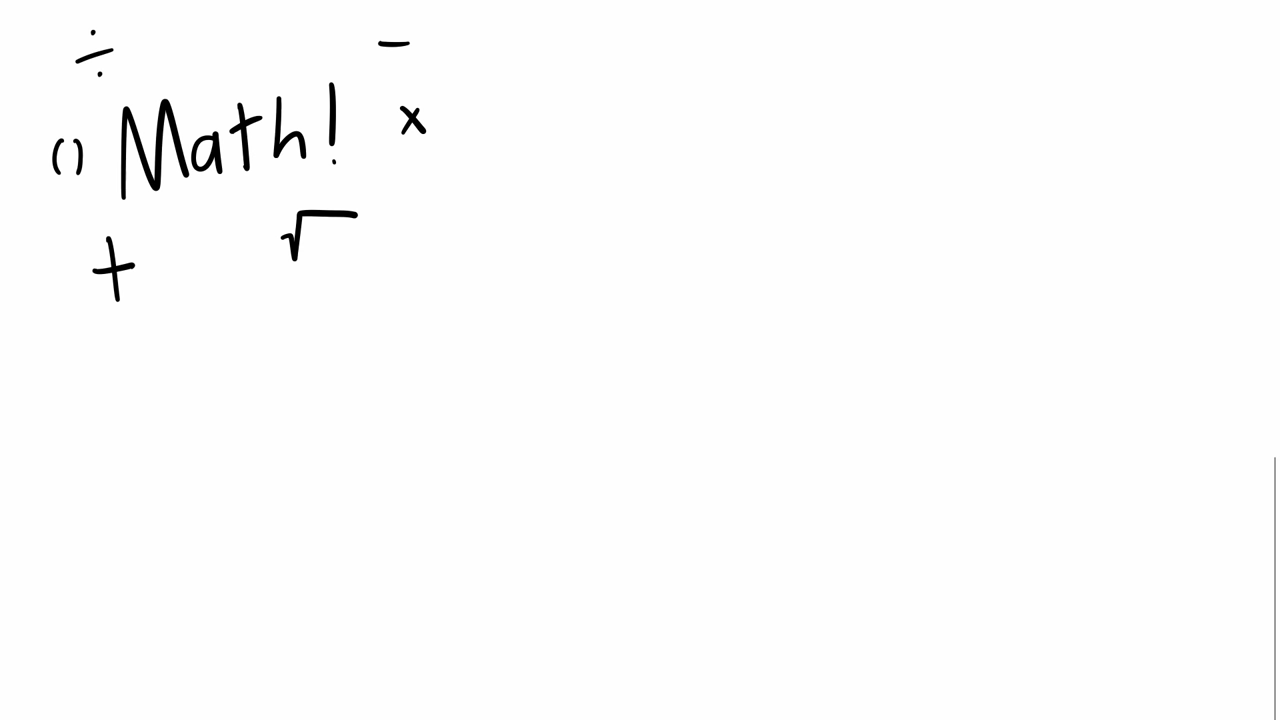 ÷ −
() Math! x
+ √